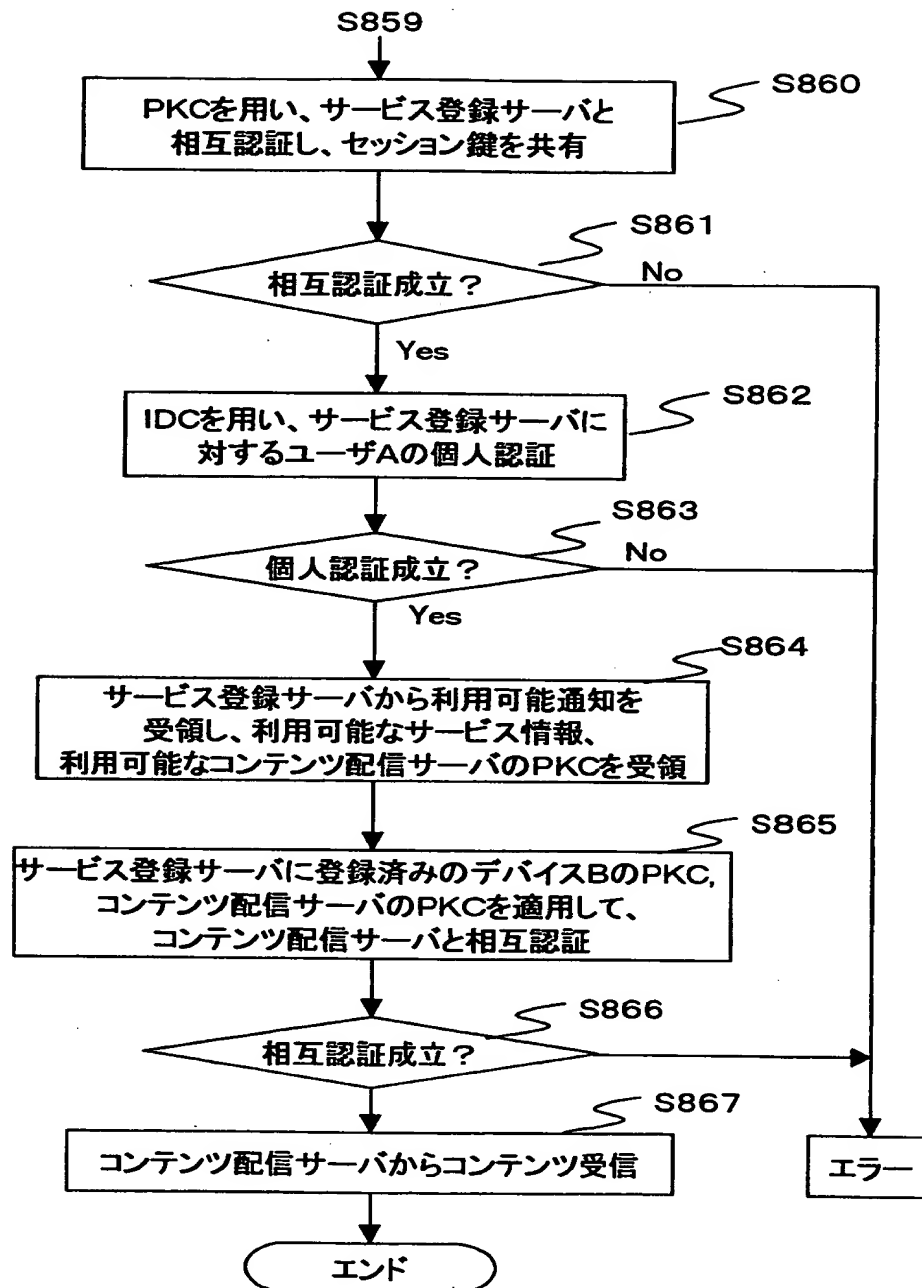 S859
S860
PKCを用い、サービス登録サーバと
相互認証し、セッション鍵を共有
S861
相互認証成立?
No
Yes
S862
IDCを用い、サービス登録サーバに
対するユーザAの個人認証
S863
個人認証成立?
No
Yes
S864
サービス登録サーバから利用可能通知を
受領し、利用可能なサービス情報、
利用可能なコンテンツ配信サーバのPKCを受領
S865
サービス登録サーバに登録済みのデバイスBのPKC,
コンテンツ配信サーバのPKCを適用して、
コンテンツ配信サーバと相互認証
S866
相互認証成立?
S867
コンテンツ配信サーバからコンテンツ受信
エラー
エンド